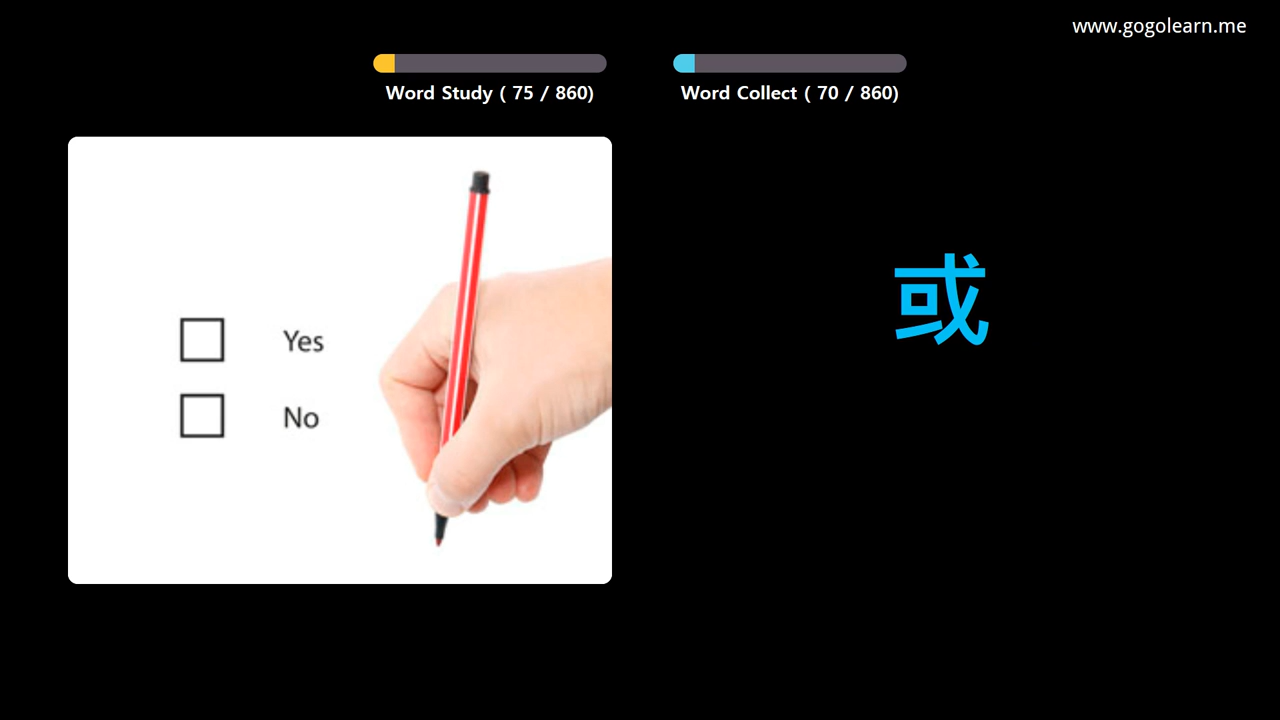 www.gogolearn.me
Word Study ( 75 / 860)
Word Collect ( 70 / 860)
Yes
No
或